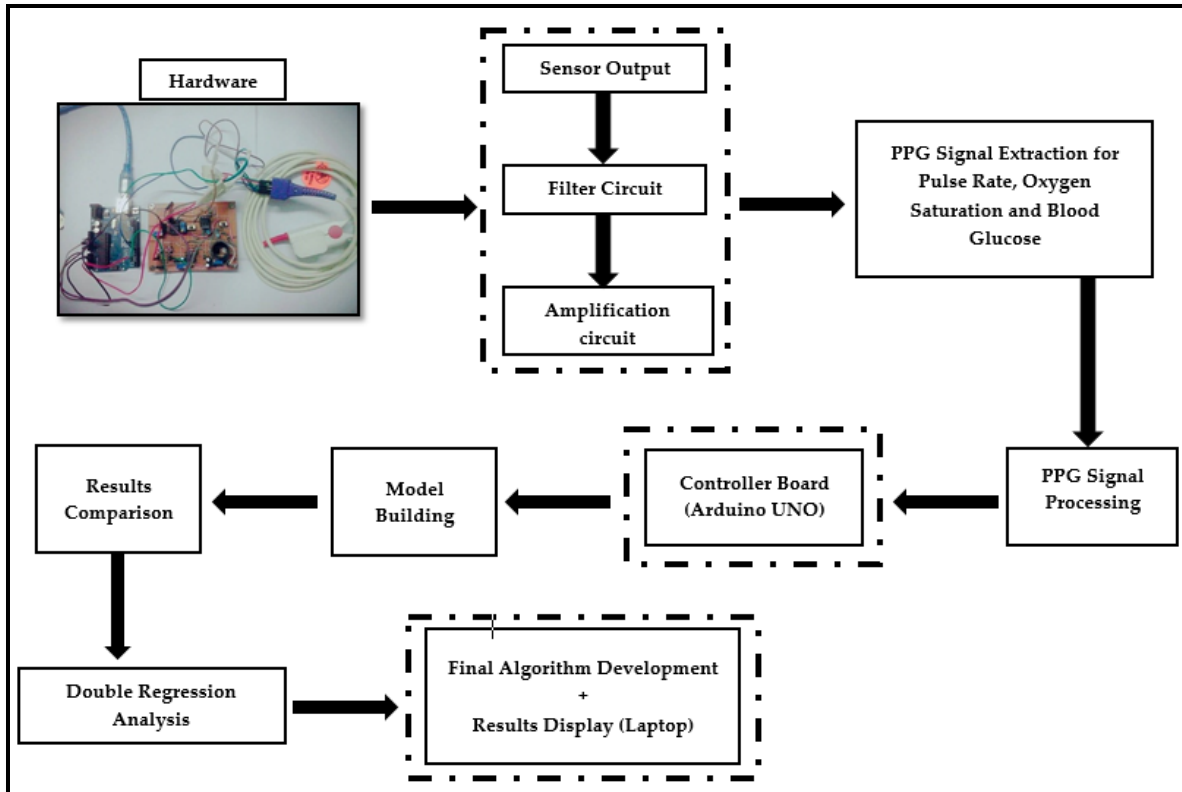 Hardware
Sensor Output
Filter Circuit
Amplification
circuit
PPG Signal Extraction for
Pulse Rate, Oxygen
Saturation and Blood
Glucose
PPG Signal
Processing
Controller Board
(Arduino UNO)
Model
Building
Results
Comparison
Double Regression
Analysis
Final Algorithm Development
+
Results Display (Laptop)